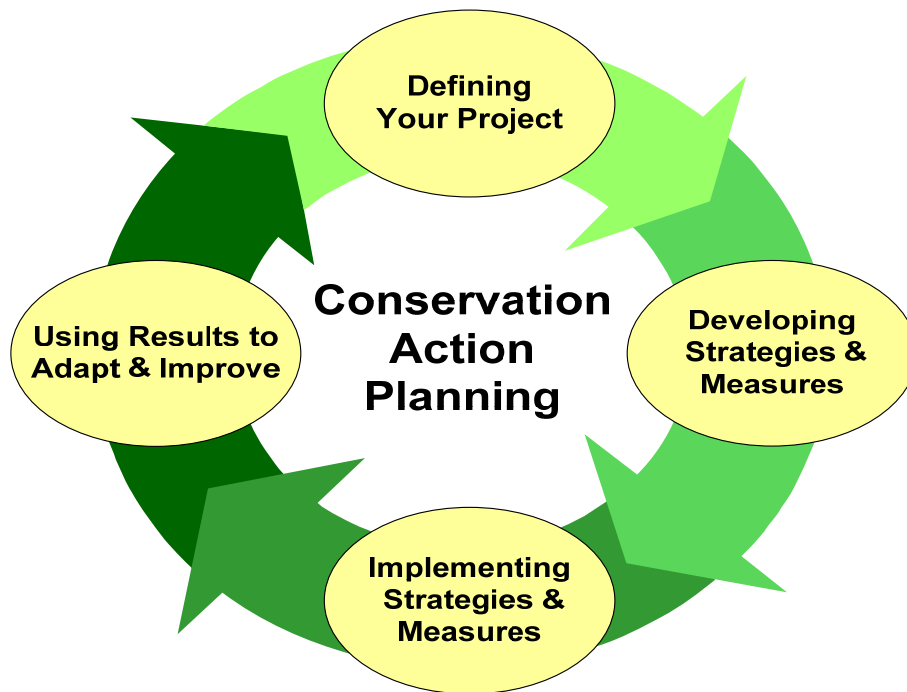 Defining
Your Project
Conservation
Action
Planning
Developing
Strategies &
Measures
Implementing
Strategies &
Measures
Using Results to
Adapt & Improve